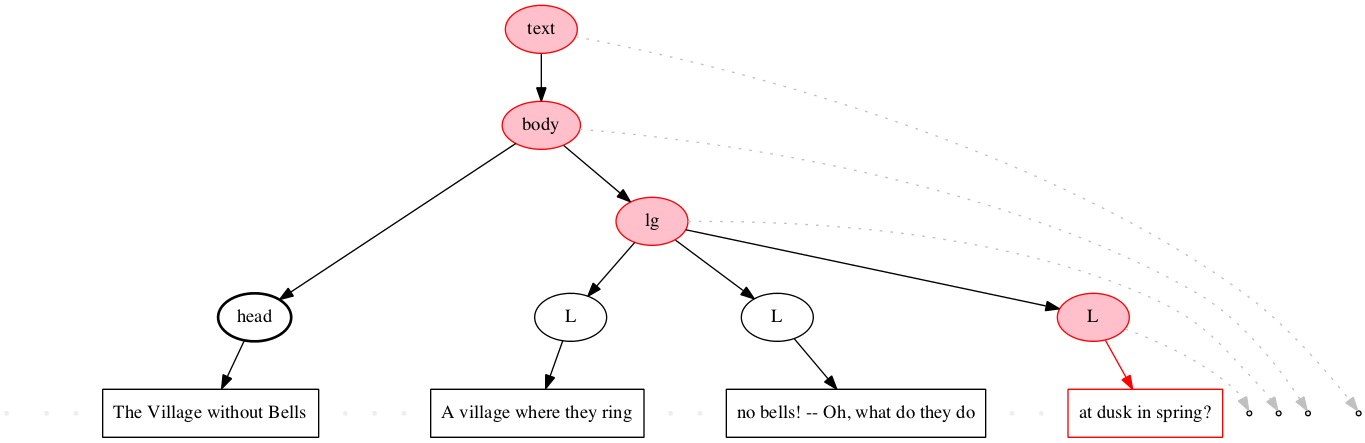 text
body
lg
head
L
L
L
The Village without Bells
A village where they ring
no bells! -- Oh, what do they do
at dusk in spring?